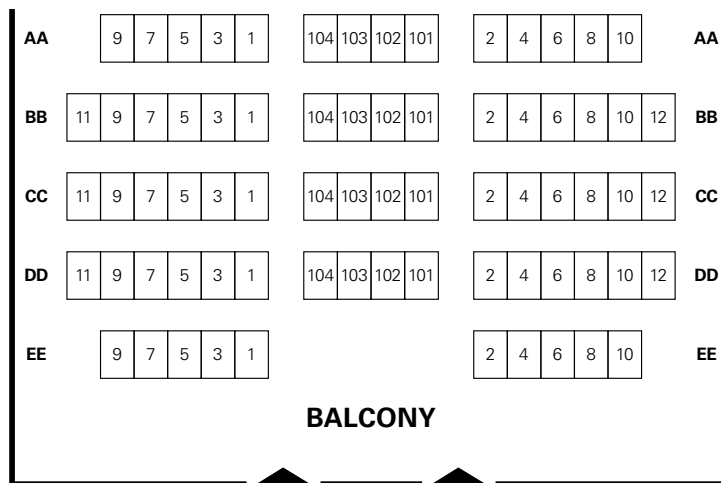 AA 9 7 5 3 1 104 103 102 101 2 4 6 8 10 AA
BB 11 9 7 5 3 1 104 103 102 101 2 4 6 8 10 12 BB
CC 11 9 7 5 3 1 104 103 102 101 2 4 6 8 10 12 CC
DD 11 9 7 5 3 1 104 103 102 101 2 4 6 8 10 12 DD
EE 9 7 5 3 1 2 4 6 8 10 EE
BALCONY